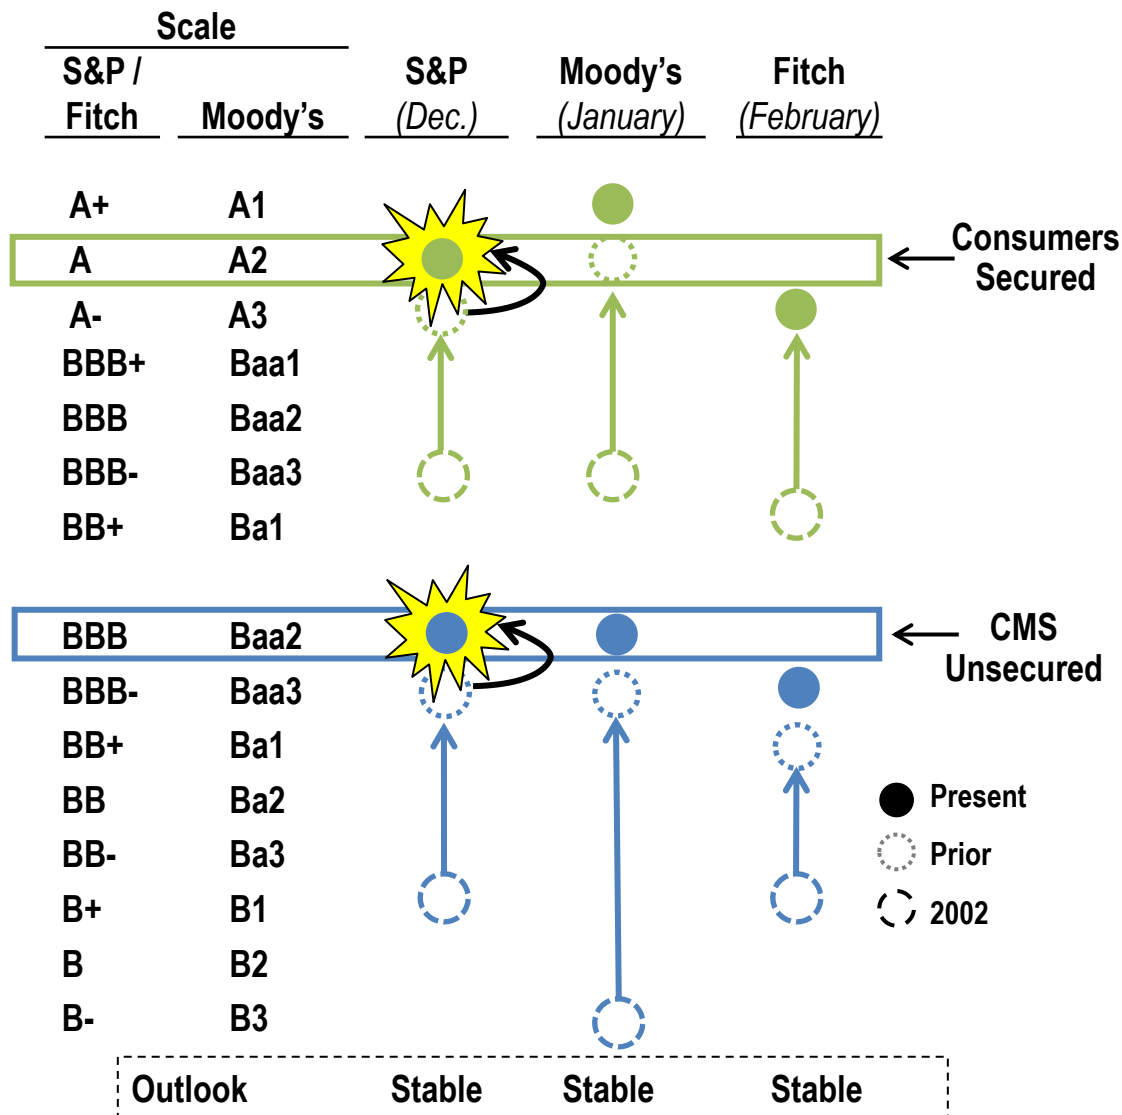 Scale
S&P / Fitch Moody's S&P (Dec.) Moody's (January) Fitch (February)
A+ A1
A A2
Consumers Secured
A- A3
BBB+ Baa1
BBB Baa2
BBB- Baa3
BB+ Ba1
BBB Baa2
CMS Unsecured
BBB- Baa3
BB+ Ba1
BB Ba2
Present
BB- Ba3
Prior
B+ B1
2002
B B2
B- B3
Outlook Stable Stable Stable